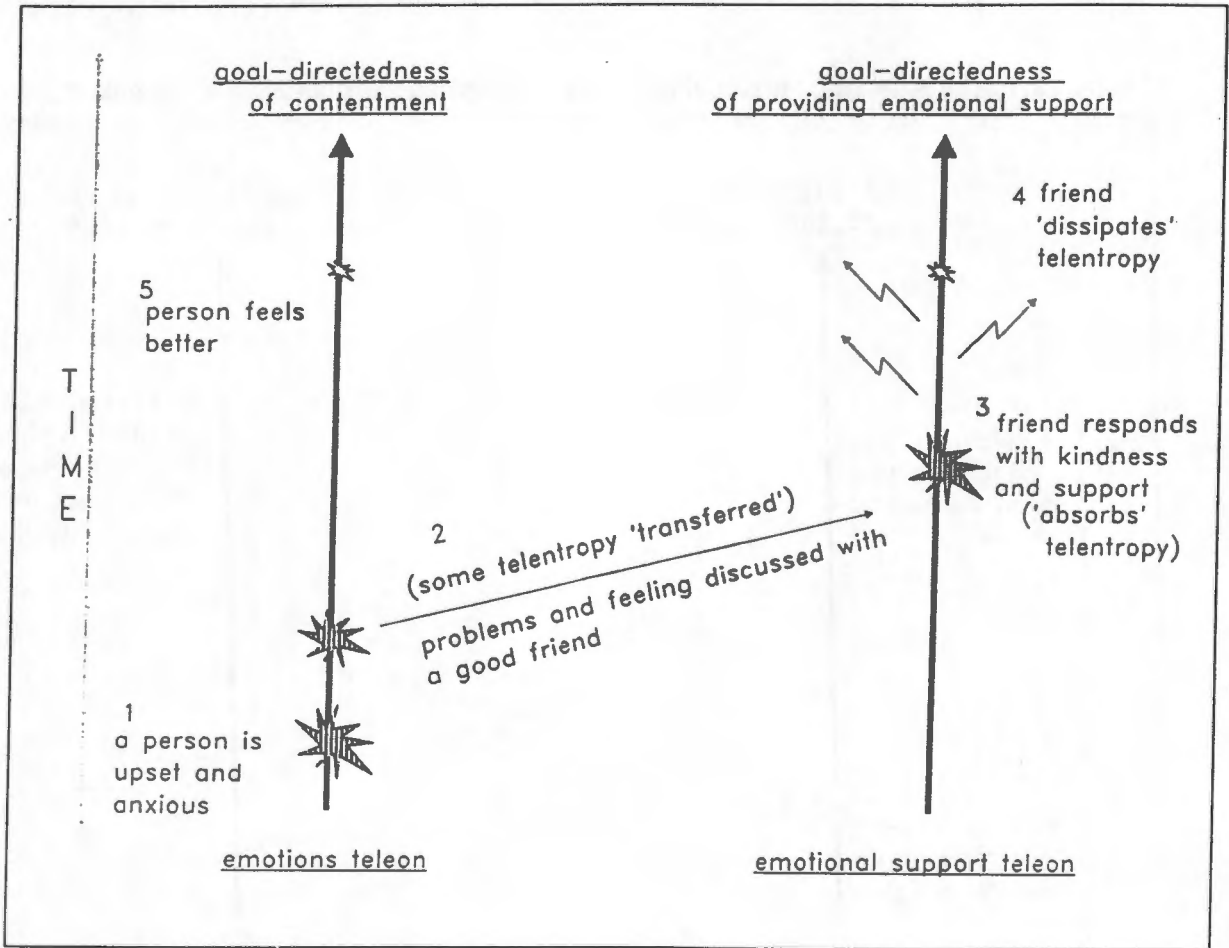 goal-directedness
of contentment
goal-directedness
of providing emotional support
4 friend
'dissipates'
telentropy
5
person feels
better
TIME
3
friend responds
with kindness
and support
('absorbs'
telentropy)
2
(some telentropy 'transferred')
problems and feeling discussed with
a good friend
1
a person is
upset and
anxious
emotions teleon
emotional support teleon